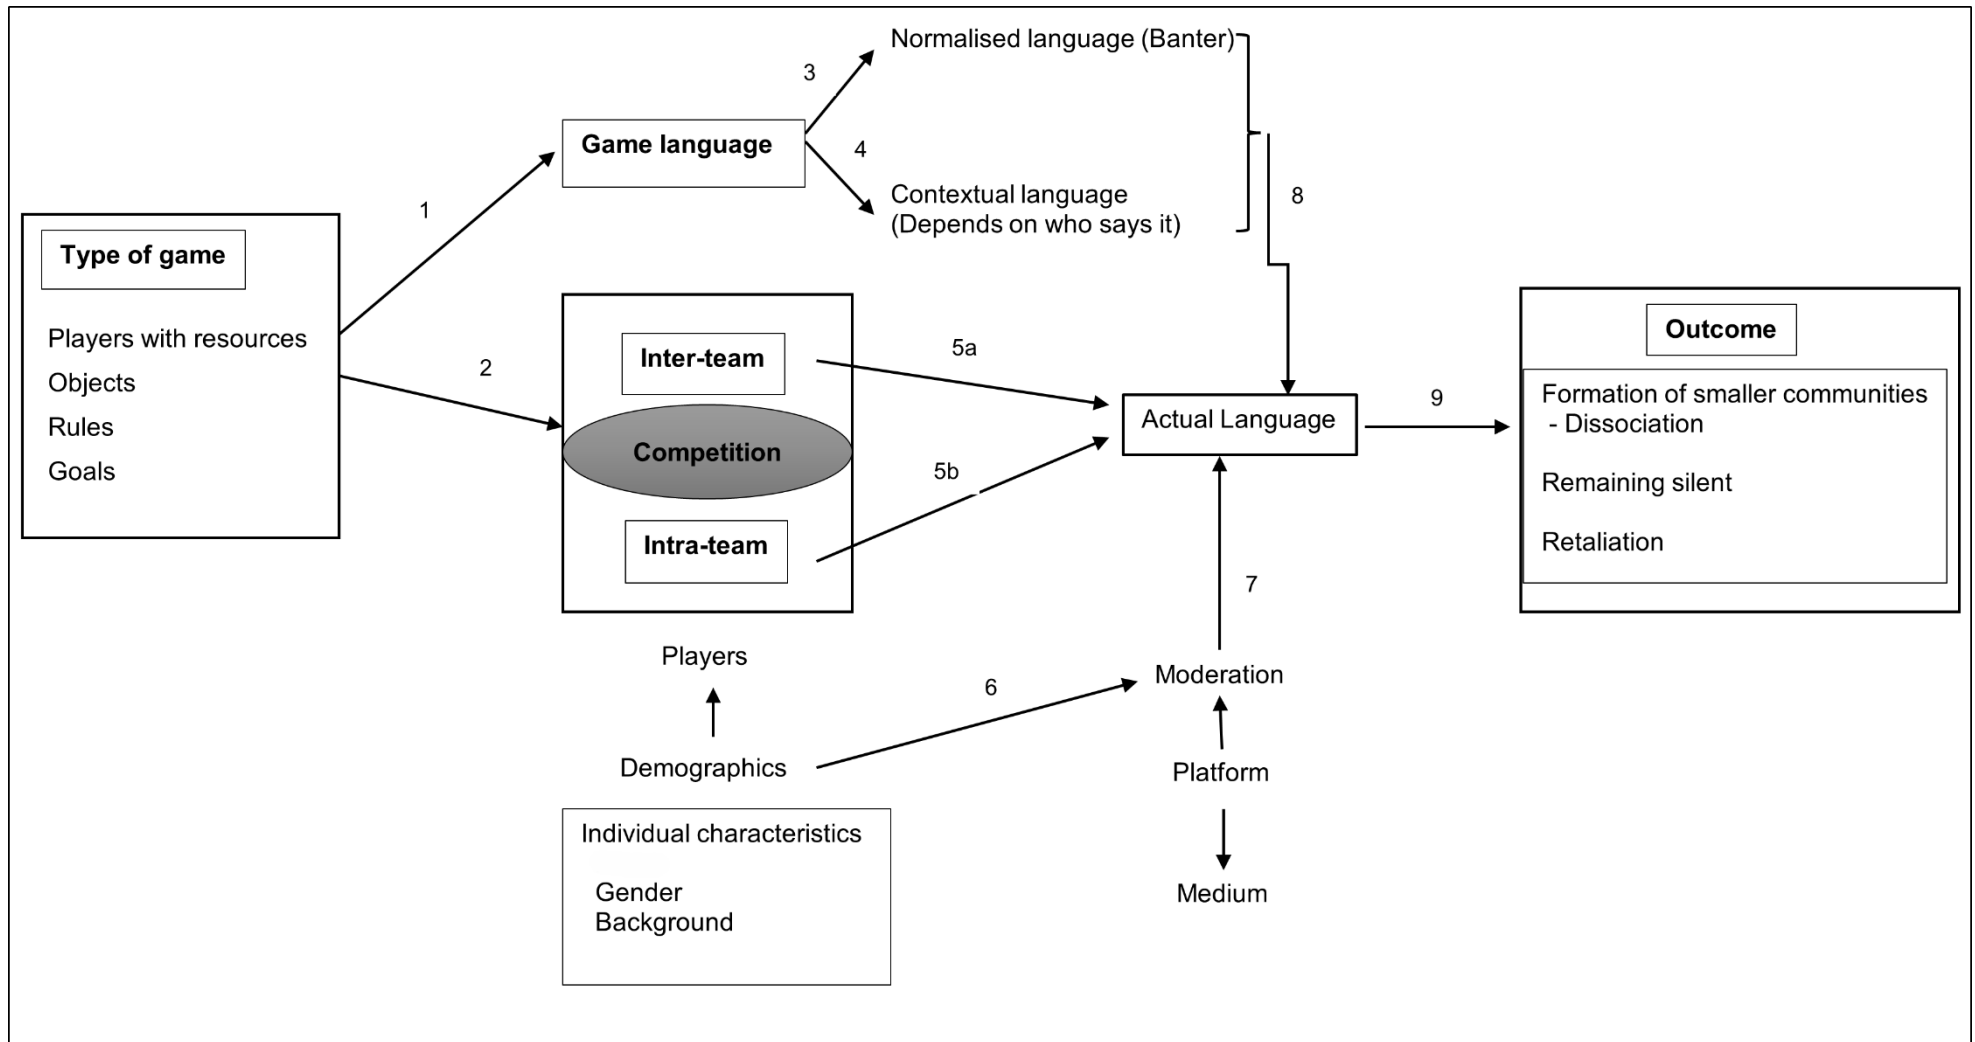 Normalised language (Banter)
3
Game language
4
Contextual language
(Depends on who says it)
8
1
Type of game
Players with resources
Objects
Rules
Goals
2
Inter-team
Competition
Intra-team
5a
5b
Actual Language
9
Outcome
Formation of smaller communities
- Dissociation
Remaining silent
Retaliation
7
Players
6
Moderation
Demographics
Platform
Individual characteristics
Gender
Background
Medium